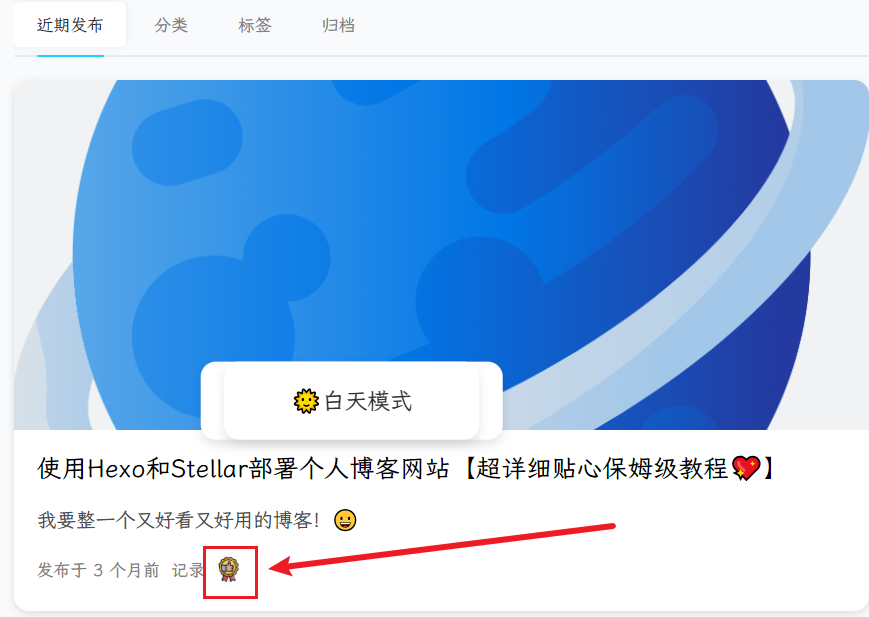 近期发布 分类 标签 归档
🌞白天模式
使用Hexo和Stellar部署个人博客网站【超详细贴心保姆级教程💖】
我要整一个又好看又好用的博客！😀
发布于 3 个月前 记录